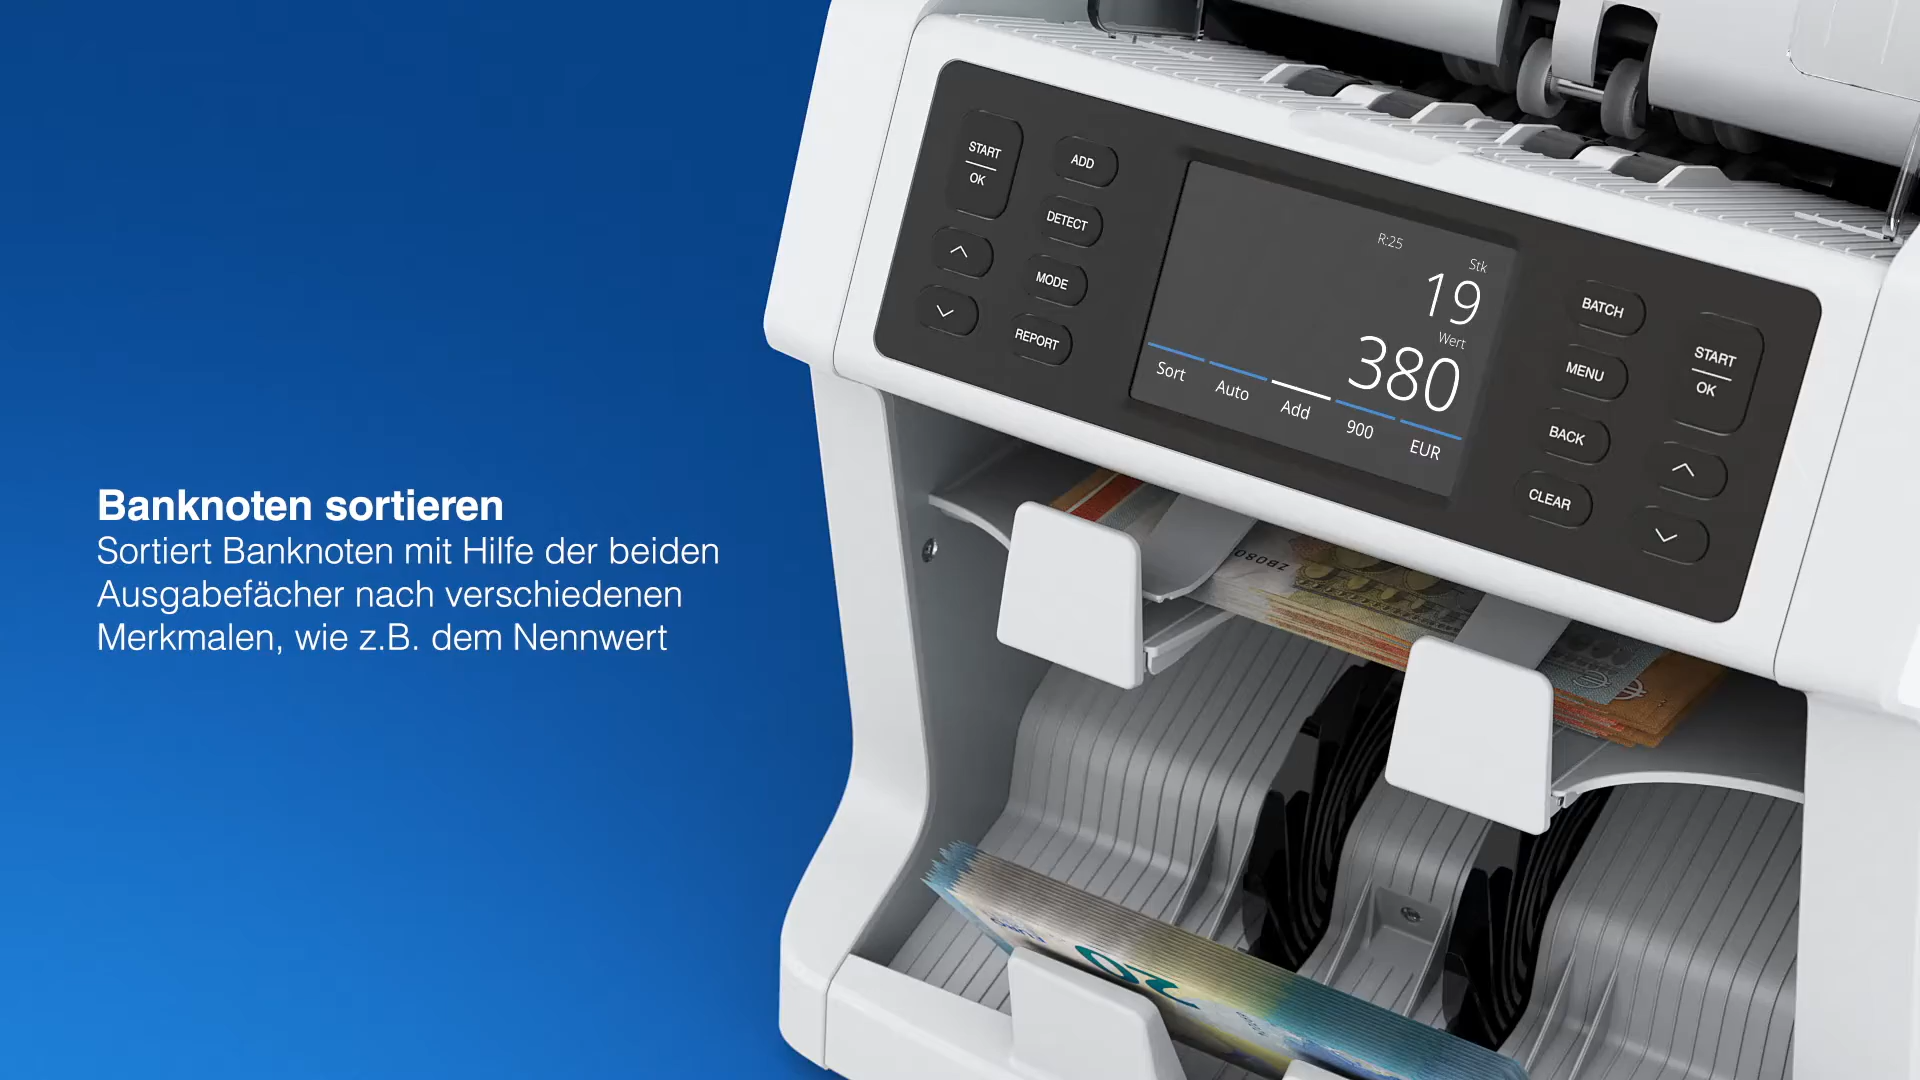 Banknoten sortieren
Sortiert Banknoten mit Hilfe der beiden
Ausgabefächer nach verschiedenen
Merkmalen, wie z.B. dem Nennwert
START
OK
ADD
DETECT
MODE
REPORT
R:25
Stk
19
Wert
380
Sort
Auto
Add
900
EUR
BATCH
MENU
BACK
CLEAR
START
OK
20